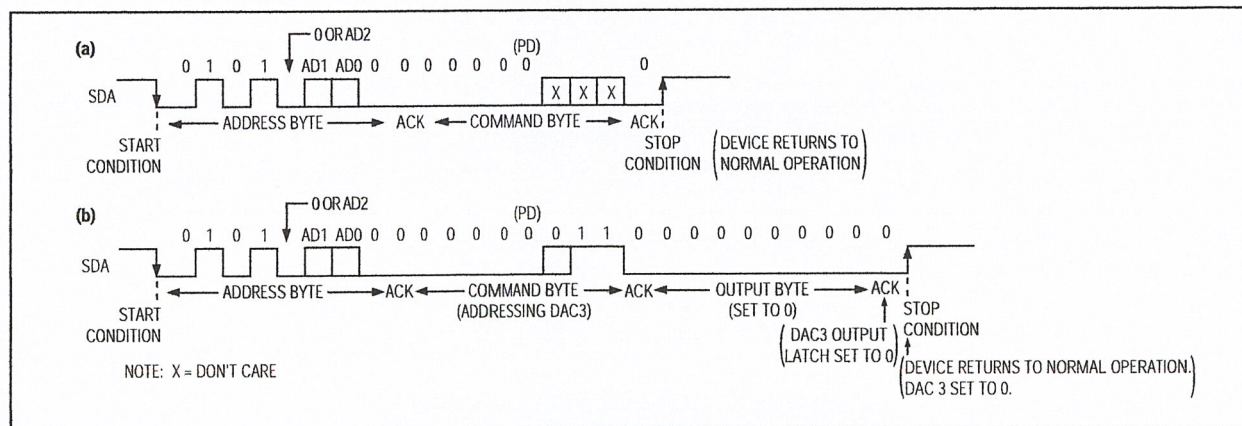 (a)
0 OR AD2
(PD)
0 1 0 1 AD1 AD0 0 0 0 0 0 0 0 0
SDA
X X X
ADDRESS BYTE ACK COMMAND BYTE ACK
START CONDITION
STOP CONDITION
(DEVICE RETURNS TO NORMAL OPERATION)
(b)
0 OR AD2
(PD)
0 1 0 1 AD1 AD0 0 0 0 0 0 0 0 0 1 1 0 0 0 0 0 0 0 0 0 0
SDA
ADDRESS BYTE ACK COMMAND BYTE ACK OUTPUT BYTE ACK
(ADDRESSING DAC3) (SET TO 0)
START CONDITION
STOP CONDITION
(DAC3 OUTPUT LATCH SET TO 0)
(DEVICE RETURNS TO NORMAL OPERATION. DAC 3 SET TO 0.)
NOTE: X = DON'T CARE